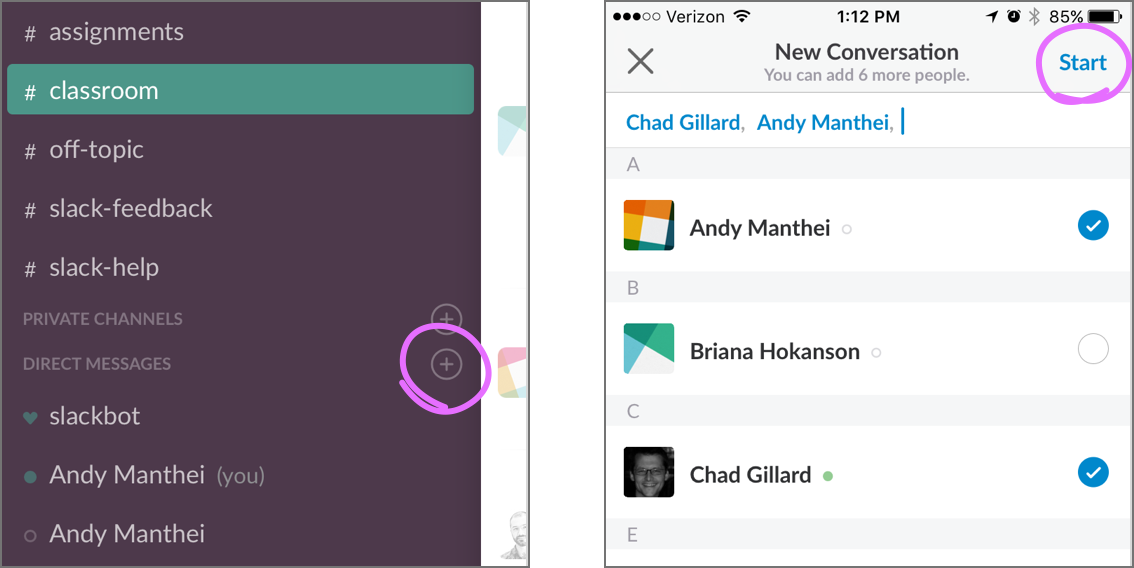 # assignments
# classroom
# off-topic
# slack-feedback
# slack-help
PRIVATE CHANNELS
DIRECT MESSAGES
slackbot
Andy Manthei (you)
Andy Manthei
Verizon 1:12 PM 85%
New Conversation
You can add 6 more people.
Start
Chad Gillard, Andy Manthei,
A
Andy Manthei
B
Briana Hokanson
C
Chad Gillard
E